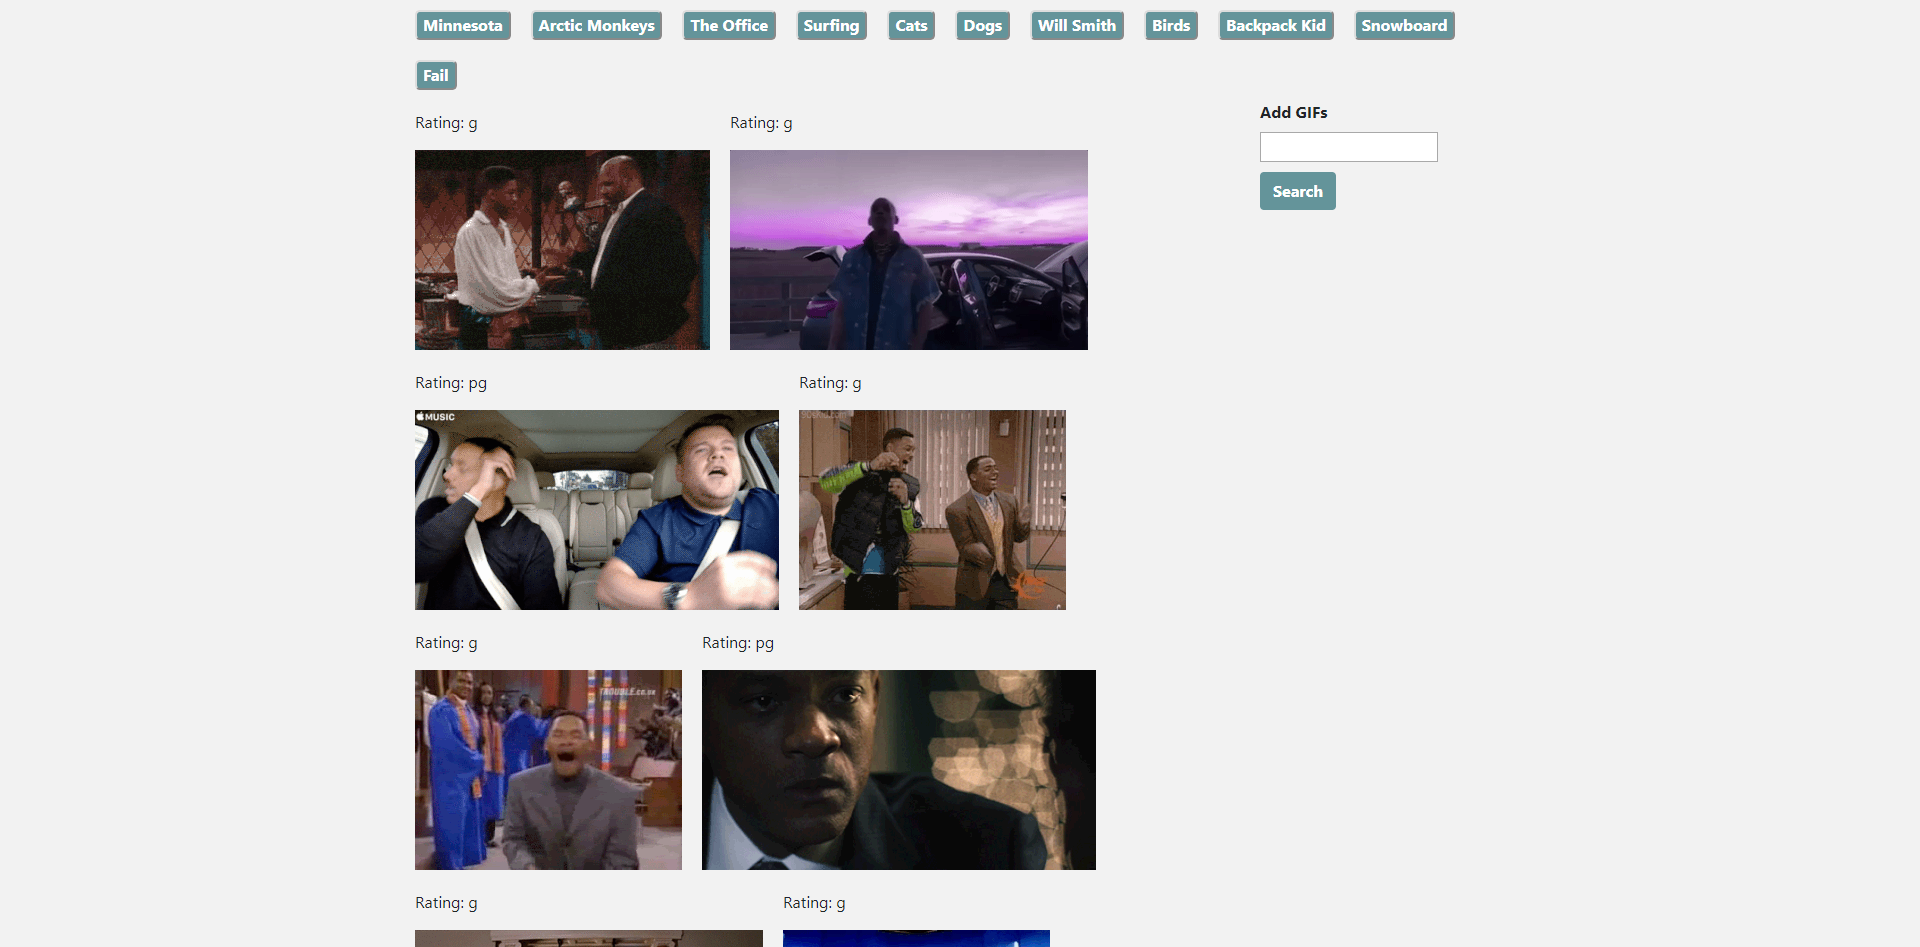 Minnesota Arctic Monkeys The Office Surfing Cats Dogs Will Smith Birds Backpack Kid Snowboard
Fail
Add GIFs
Search
Rating: g Rating: g
Rating: pg Rating: g
MUSIC
Rating: g Rating: pg
TROUBLE.co.uk
Rating: g Rating: g